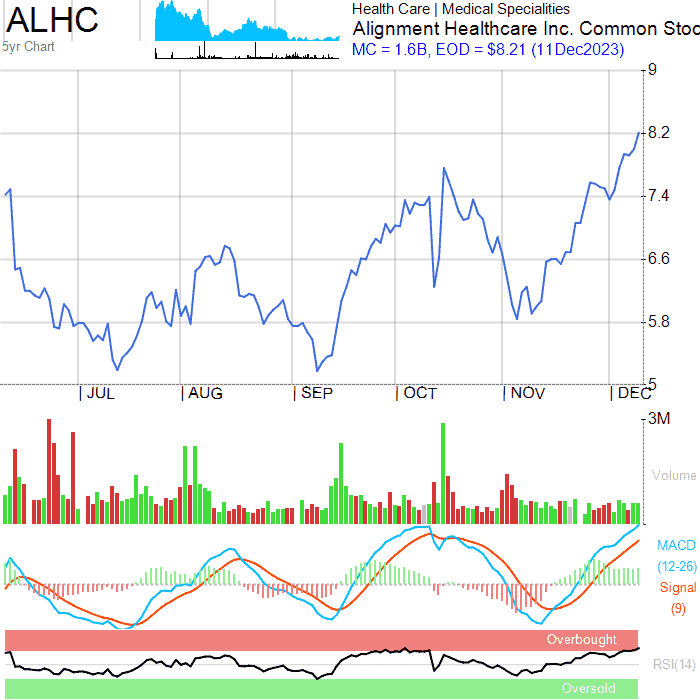 ALHC
5yr Chart
Health Care | Medical Specialities
Alignment Healthcare Inc. Common Stoc
MC = 1.6B, EOD = $8.21 (11Dec2023)
9
8.2
7.4
6.6
5.8
5
| JUL
| AUG
| SEP
| OCT
| NOV
| DEC
3M
Volume
MACD
(12-26)
Signal
(9)
Overbought
RSI(14)
Oversold